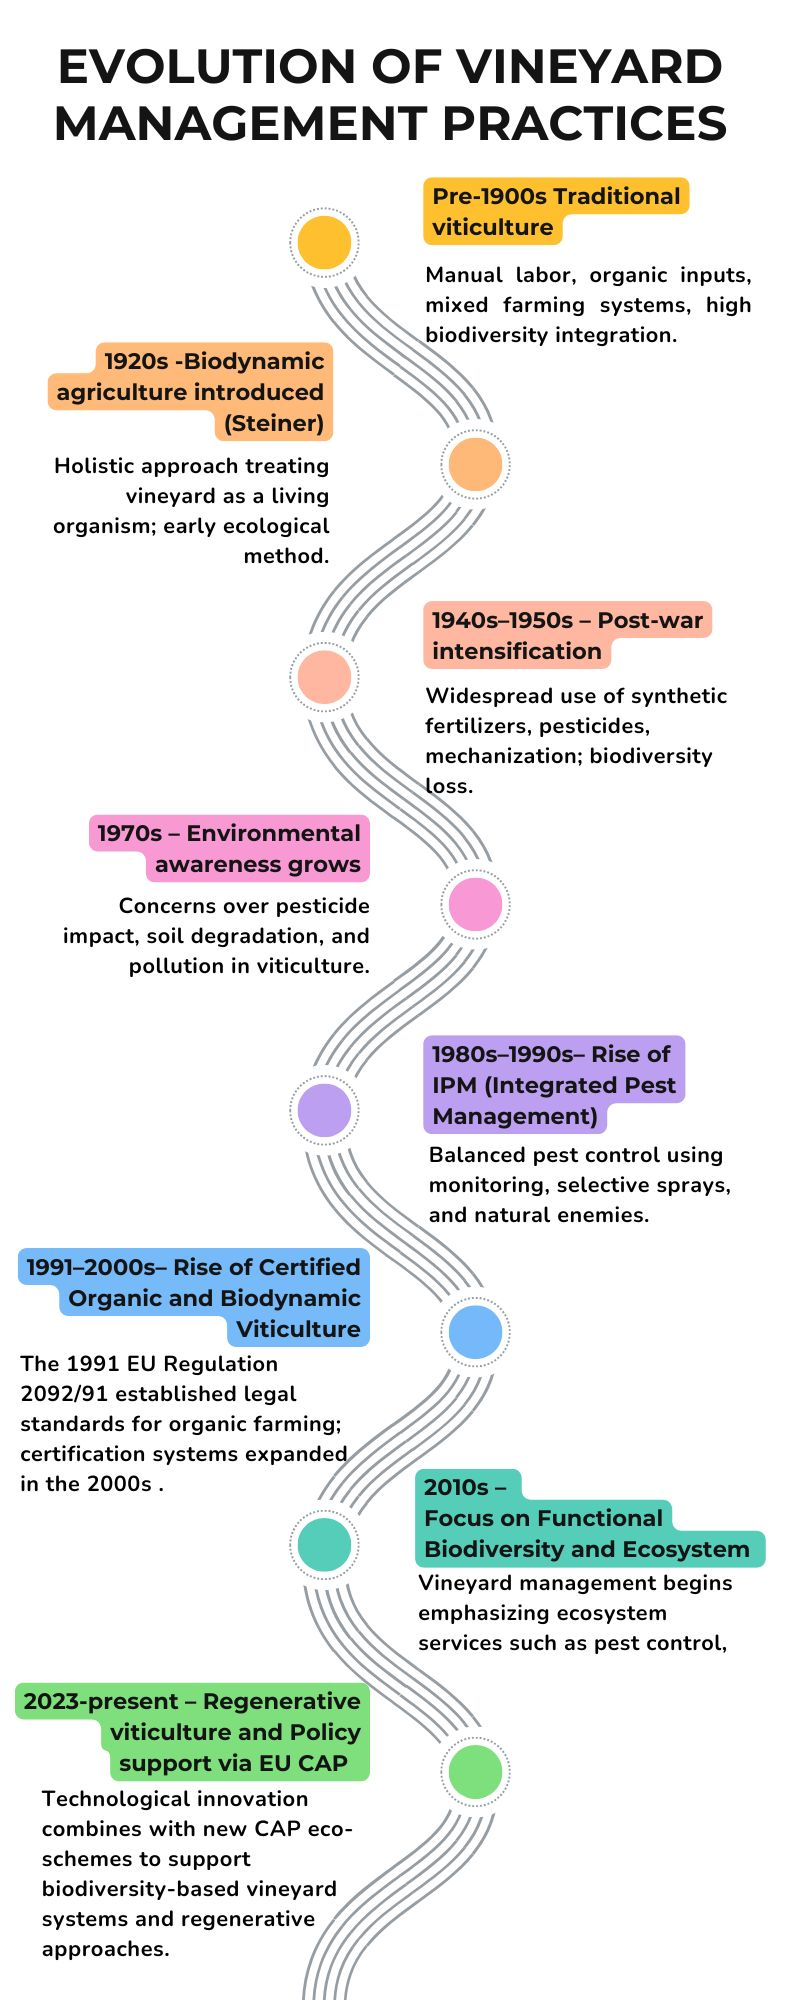 EVOLUTION OF VINEYARD
MANAGEMENT PRACTICES
Pre-1900s Traditional
viticulture
Manual labor, organic inputs,
mixed farming systems, high
biodiversity integration.
1920s -Biodynamic
agriculture introduced
(Steiner)
Holistic approach treating
vineyard as a living
organism; early ecological
method.
1940s–1950s – Post-war
intensification
Widespread use of synthetic
fertilizers, pesticides,
mechanization; biodiversity
loss.
1970s – Environmental
awareness grows
Concerns over pesticide
impact, soil degradation, and
pollution in viticulture.
1980s–1990s– Rise of
IPM (Integrated Pest
Management)
Balanced pest control using
monitoring, selective sprays,
and natural enemies.
1991–2000s– Rise of Certified
Organic and Biodynamic
Viticulture
The 1991 EU Regulation
2092/91 established legal
standards for organic farming;
certification systems expanded
in the 2000s .
2010s –
Focus on Functional
Biodiversity and Ecosystem
Vineyard management begins
emphasizing ecosystem
services such as pest control,
2023-present – Regenerative
viticulture and Policy
support via EU CAP
Technological innovation
combines with new CAP eco-
schemes to support
biodiversity-based vineyard
systems and regenerative
approaches.